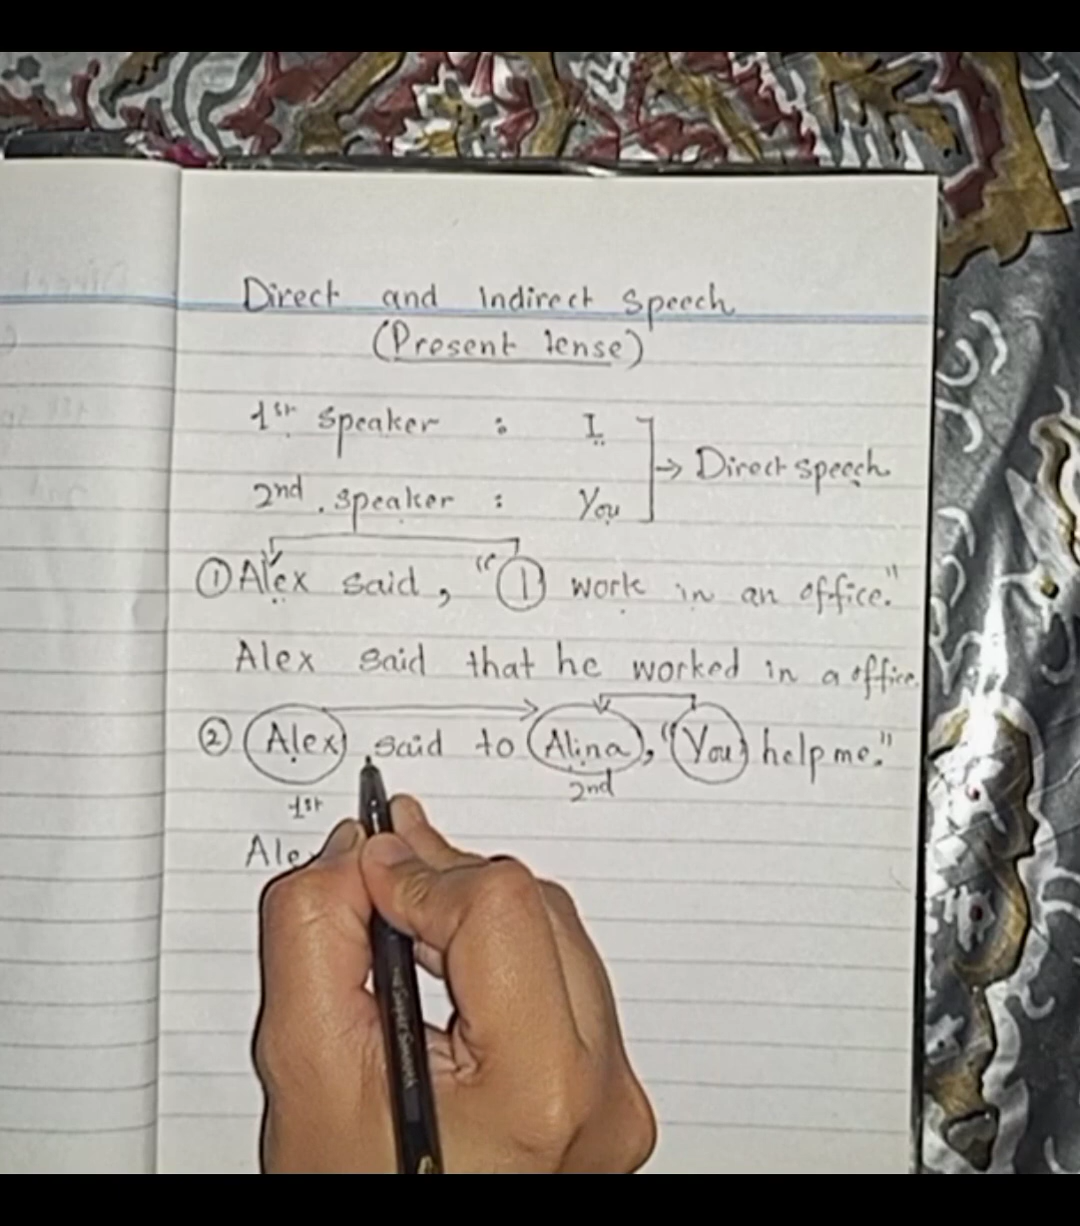 Direct and Indirect Speech
(Present tense)
1st speaker : I
2nd. speaker : You
→ Direct speech
① Alex said, "I work in an office."
Alex said that he worked in a office.
② Alex said to Alina, "You help me."
1st 2nd
Ale